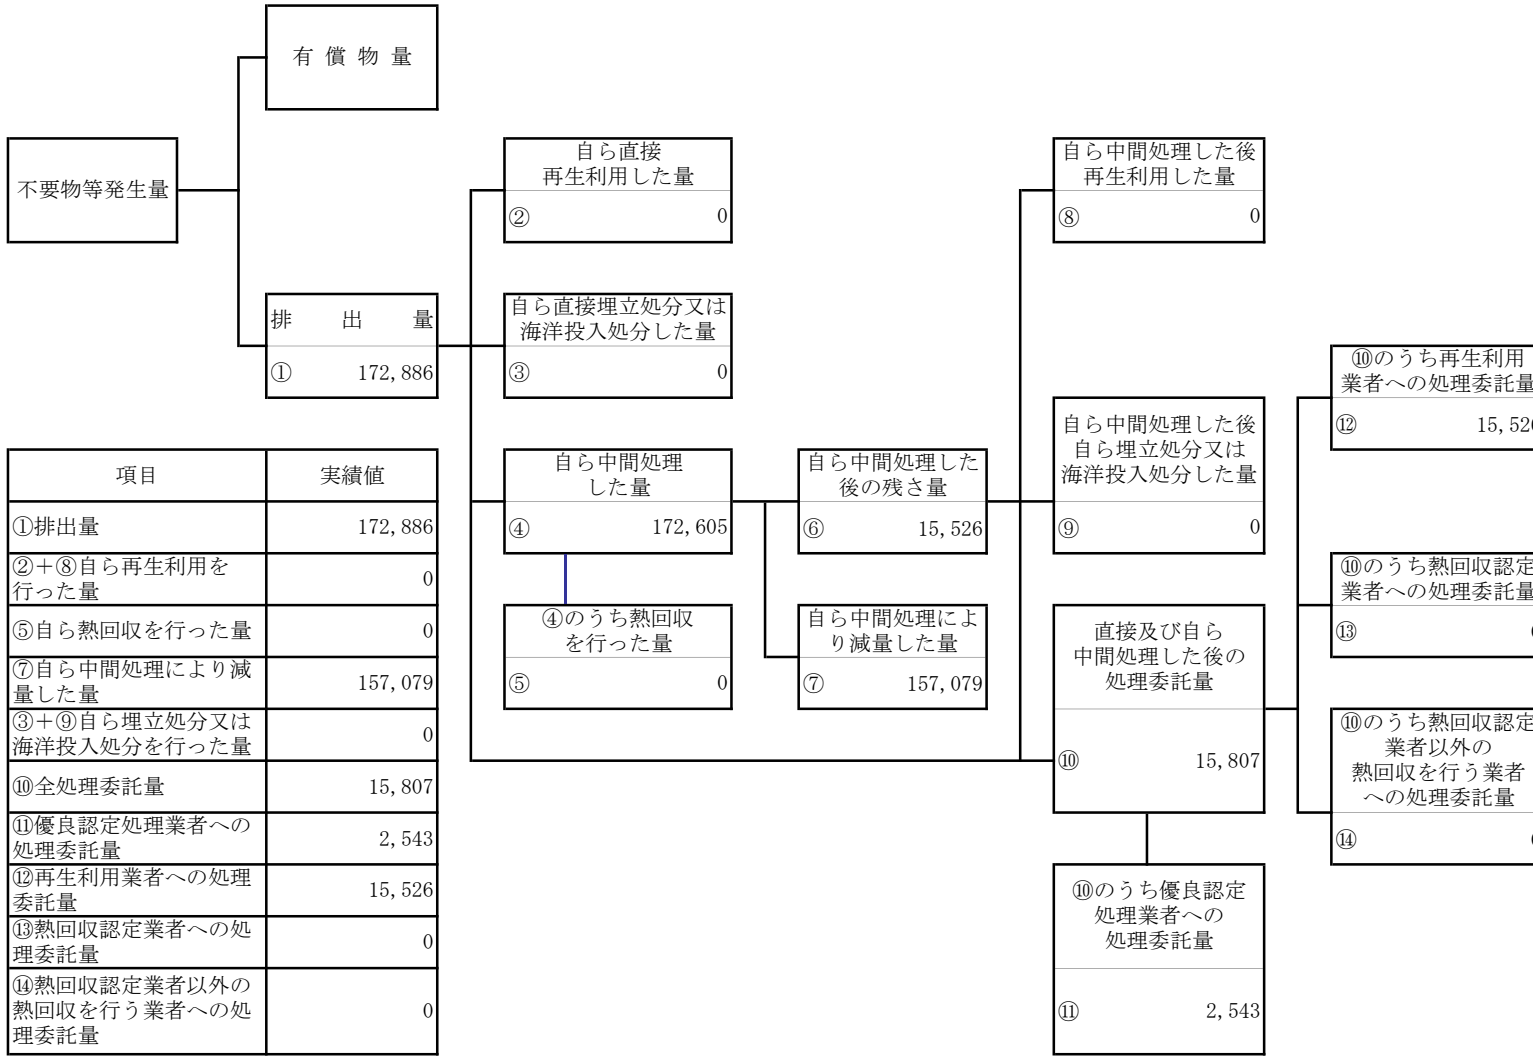 有 償 物 量
不要物等発生量
自ら直接
再生利用した量
② 0
自ら中間処理した後
再生利用した量
⑧ 0
排 出 量
① 172,886
自ら直接埋立処分又は
海洋投入処分した量
③ 0
⑩のうち再生利用
業者への処理委託量
⑫ 15,526
自ら中間処理した後
自ら埋立処分又は
海洋投入処分した量
⑨ 0
自ら中間処理
した量
④ 172,605
自ら中間処理した
後の残さ量
⑥ 15,526
⑩のうち熱回収認定
業者への処理委託量
⑬
④のうち熱回収
を行った量
⑤ 0
自ら中間処理によ
り減量した量
⑦ 157,079
直接及び自ら
中間処理した後の
処理委託量
⑩ 15,807
⑩のうち熱回収認定
業者以外の
熱回収を行う業者
への処理委託量
⑭
⑩のうち優良認定
処理業者への
処理委託量
⑪ 2,543
項目 実績値
①排出量 172,886
②+⑧自ら再生利用を
行った量 0
⑤自ら熱回収を行った量 0
⑦自ら中間処理により減
量した量 157,079
③+⑨自ら埋立処分又は
海洋投入処分を行った量 0
⑩全処理委託量 15,807
⑪優良認定処理業者への
処理委託量 2,543
⑫再生利用業者への処理
委託量 15,526
⑬熱回収認定業者への処
理委託量 0
⑭熱回収認定業者以外の
熱回収を行う業者への処
理委託量 0